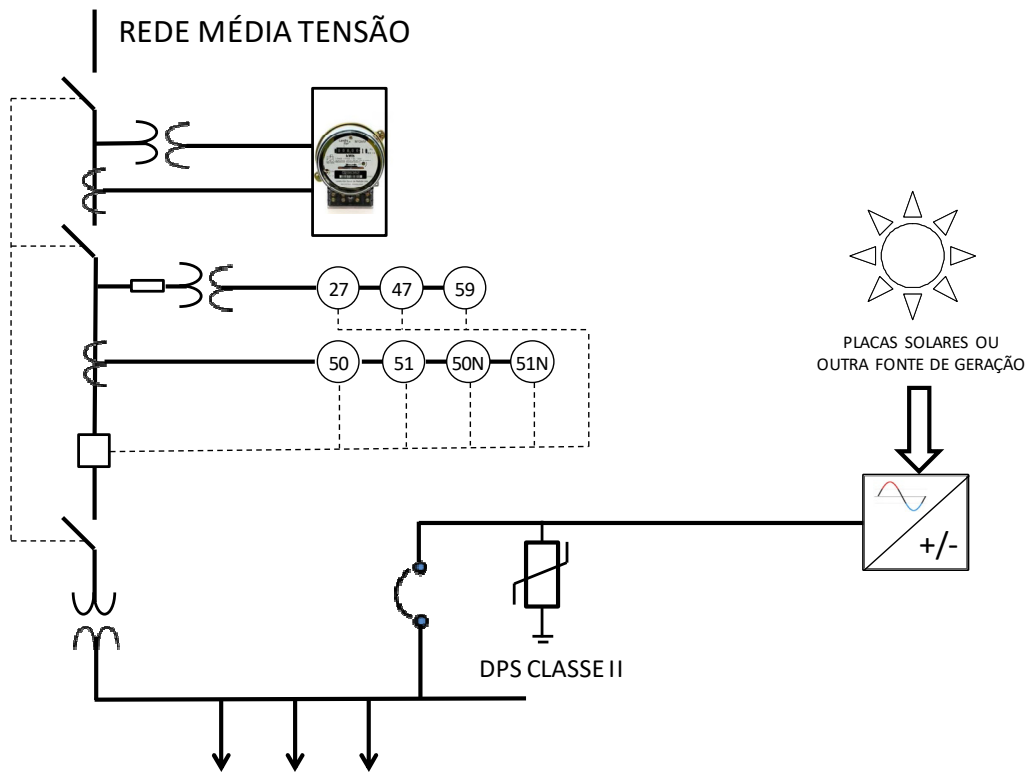 REDE MÉDIA TENSÃO
27 47 59
50 51 50N 51N
PLACAS SOLARES OU
OUTRA FONTE DE GERAÇÃO
+/-
DPS CLASSE II